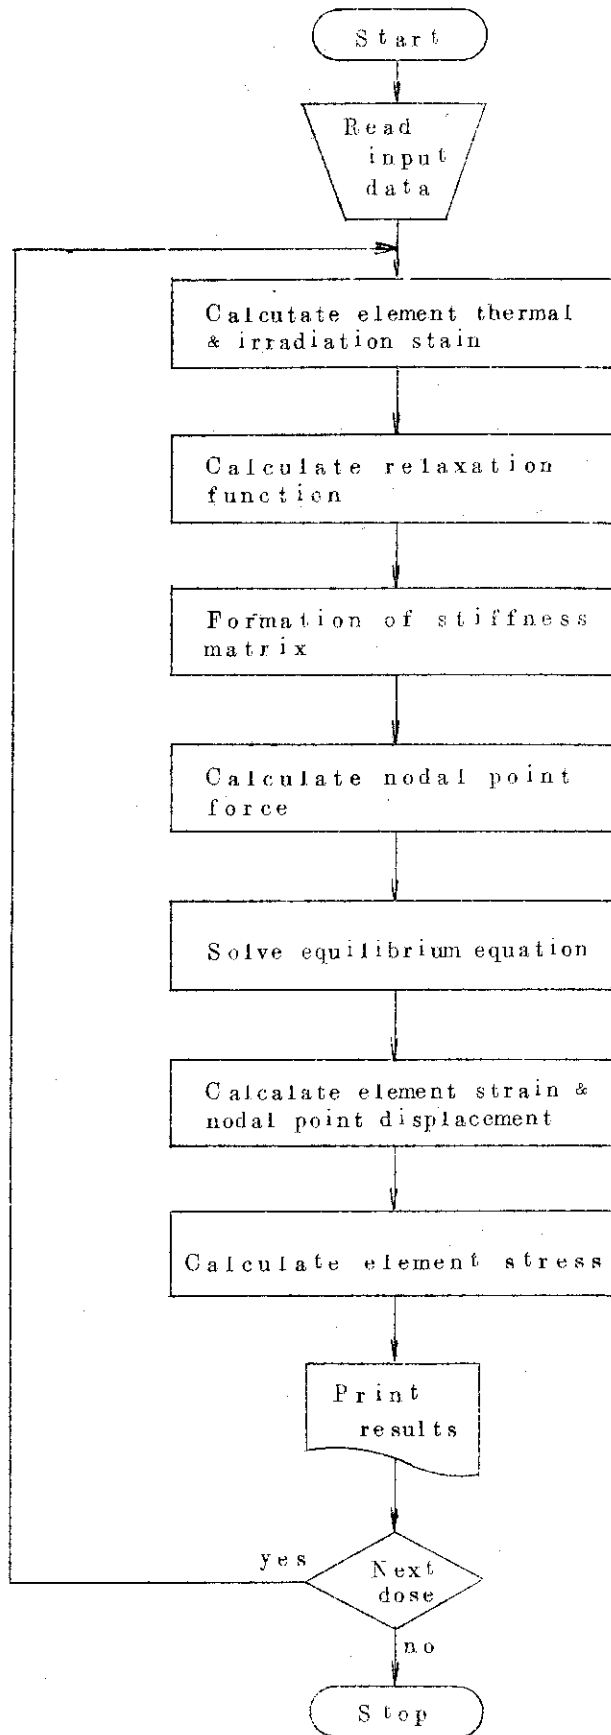 Start
Read
input
data
Calcutate element thermal
& irradiation stain
Calculate relaxation
function
Formation of stiffness
matrix
Calculate nodal point
force
Solve equilibrium equation
Calcalate element strain &
nodal point displacement
Calculate element stress
Print
results
yes
Next
dose
no
Stop